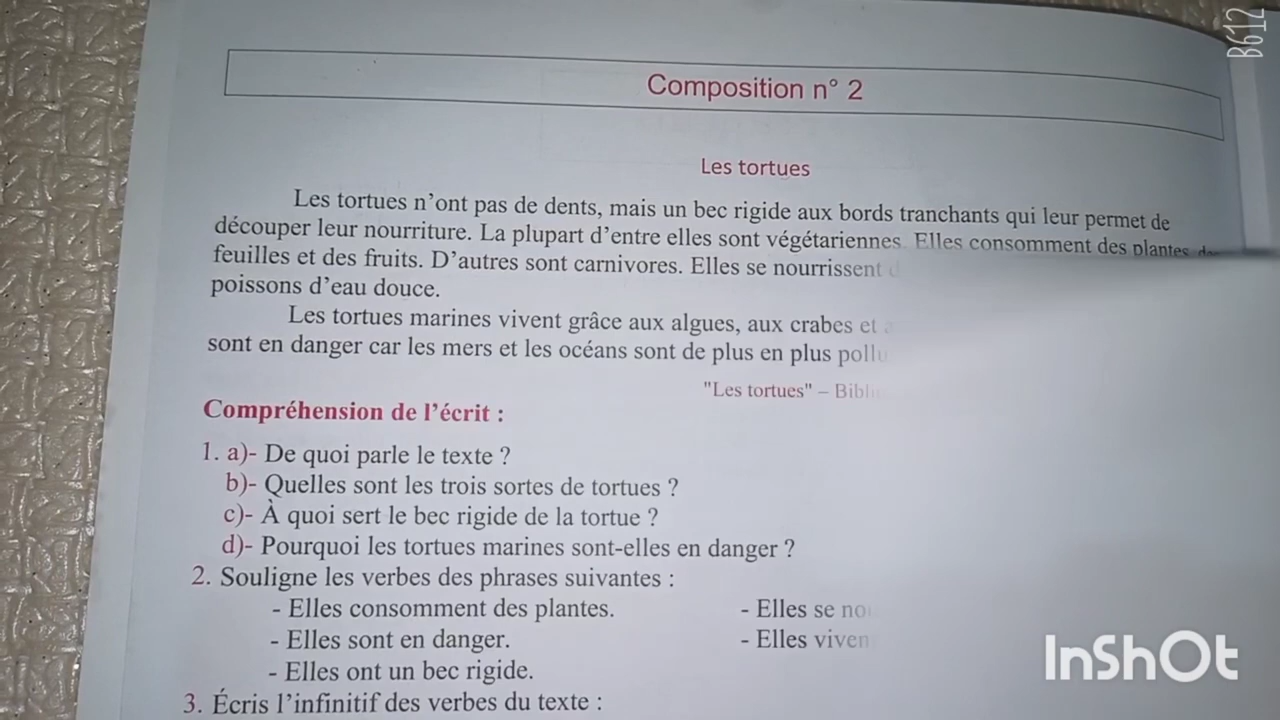 B612
Composition n° 2
Les tortues
Les tortues n'ont pas de dents, mais un bec rigide aux bords tranchants qui leur permet de
découper leur nourriture. La plupart d'entre elles sont végétariennes. Elles consomment des plantes
feuilles et des fruits. D'autres sont carnivores. Elles se nourrissent
poissons d'eau douce.
Les tortues marines vivent grâce aux algues, aux crabes et
sont en danger car les mers et les océans sont de plus en plus
"Les tortues" –
Compréhension de l'écrit :
1. a)- De quoi parle le texte ?
b)- Quelles sont les trois sortes de tortues ?
c)- À quoi sert le bec rigide de la tortue ?
d)- Pourquoi les tortues marines sont-elles en danger ?
2. Souligne les verbes des phrases suivantes :
- Elles consomment des plantes. - Elles se
- Elles sont en danger. - Elles
- Elles ont un bec rigide.
3. Écris l'infinitif des verbes du texte :
InShOt